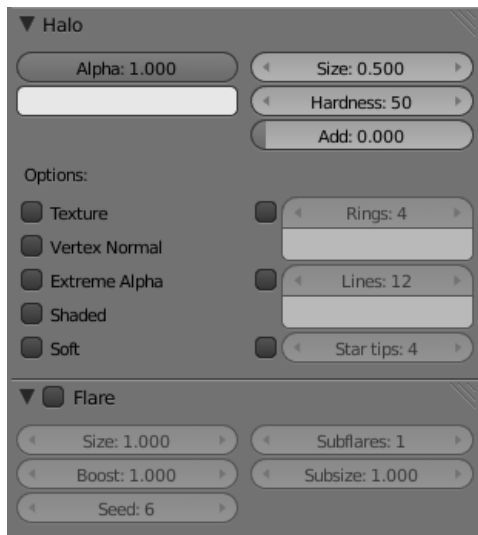 Halo
Alpha: 1.000
Size: 0.500
Hardness: 50
Add: 0.000
Options:
Texture
Rings: 4
Vertex Normal
Extreme Alpha
Lines: 12
Shaded
Soft
Star tips: 4
Flare
Size: 1.000
Subflares: 1
Boost: 1.000
Subsize: 1.000
Seed: 6